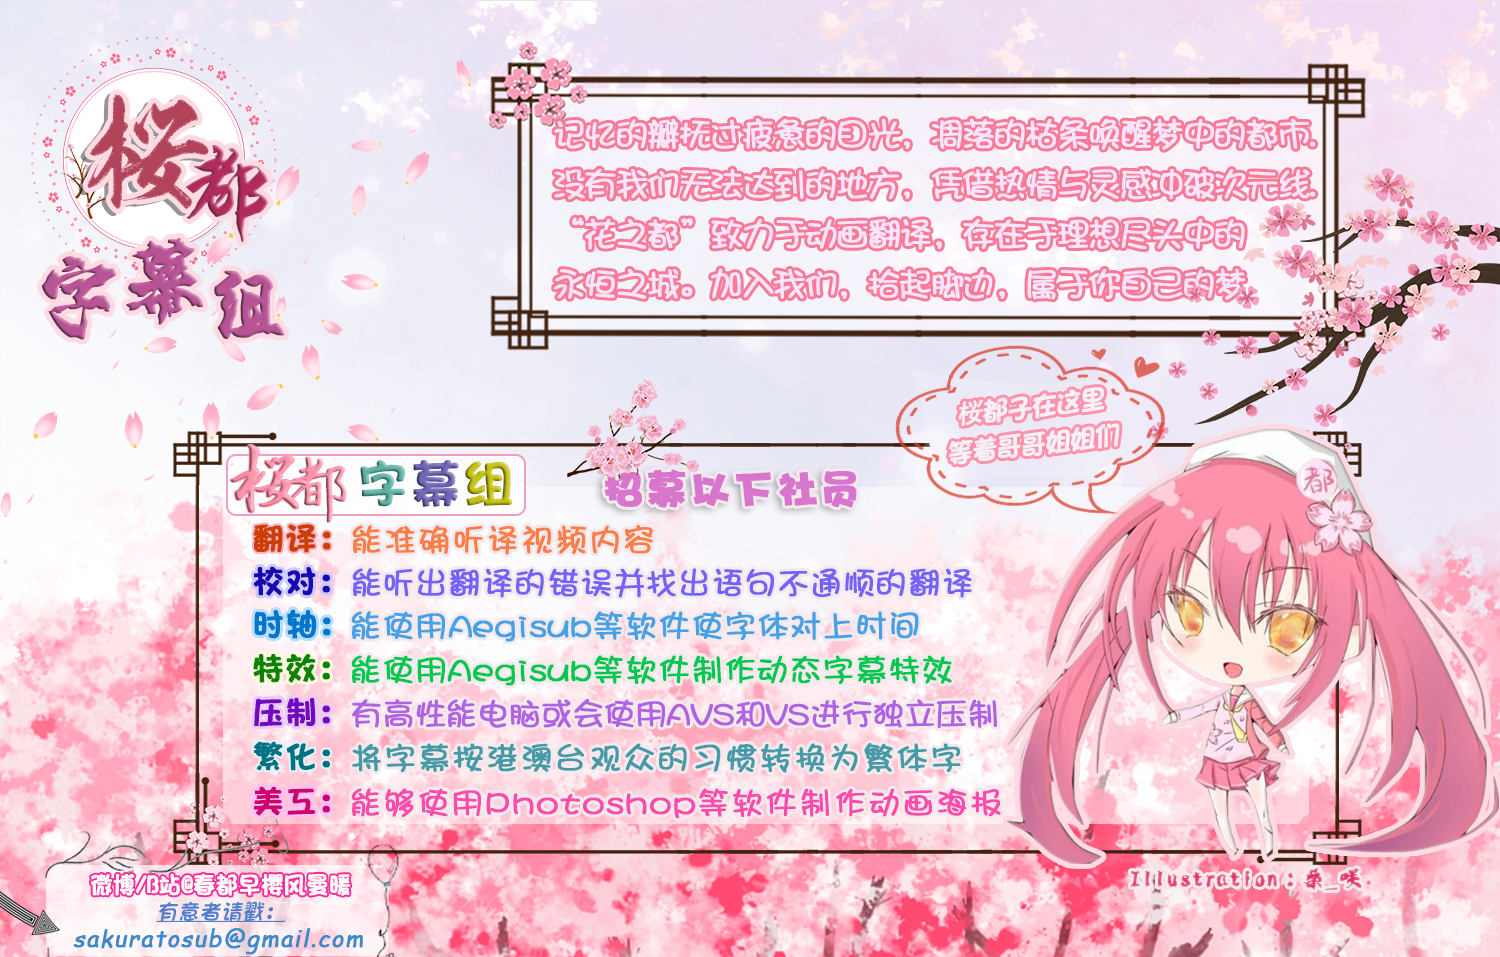 桜都
字幕组
记忆的瓣抚过疲惫的目光，凋落的枯条唤醒梦中的都市.
没有我们无法达到的地方，凭借热情与灵感冲破次元线.
“花之都”致力于动画翻译，存在于理想尽头中的
永恒之城。加入我们，拾起脚边，属于你自己的梦.
桜都子在这里
等着哥哥姐姐们
都
桜都字幕组 招募以下社员
翻译：能准确听译视频内容
校对：能听出翻译的错误并找出语句不通顺的翻译
时轴：能使用Aegisub等软件使字体对上时间
特效：能使用Aegisub等软件制作动态字幕特效
压制：有高性能电脑或会使用AVS和VS进行独立压制
繁化：将字幕按港澳台观众的习惯转换为繁体字
美工：能够使用Photoshop等软件制作动画海报
Illustration：桑_咲
微博/B站@春都早樱风曼暖
有意者请戳：
sakuratosub@gmail.com